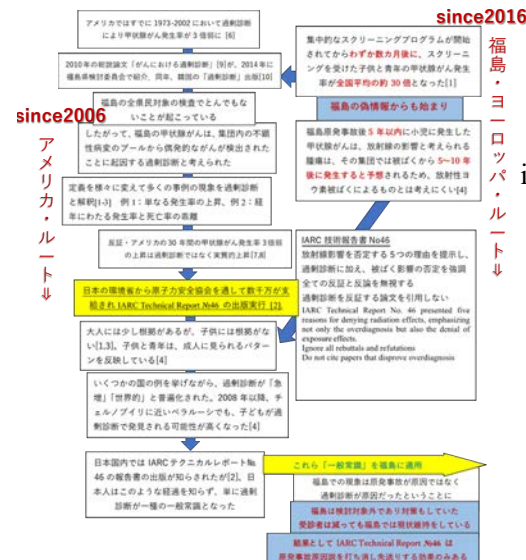 アメリカではすでに 1973-2002 において過剰診断
により甲状腺がん発生率が 3 倍弱に [6]
2010年の総説論文「がんにおける過剰診断」[9]が、2014年に
福島県検討委員会で紹介、同年、韓国の「過剰診断」出版[10]
福島の全県民対象の検査でとんでもな
いことが起こっている
since2006
アメリカ・ルート⇓
したがって、福島の甲状腺がんは、集団内の不顕
性病変のプールから偶発的ながんが検出されたこ
とに起因する過剰診断と考えられた
定義を様々に変えて多くの事例の現象を過剰診断
と解釈[1-3] 例 1：単なる発生率の上昇、例 2：経
年にわたる発生率と死亡率の乖離
反証・アメリカの 30 年間の甲状腺がん発生率 3 倍弱
の上昇は過剰診断ではなく実質的上昇[7,8]
日本の環境省から原子力安全協会を通して数千万が支
給され IARC Technical Report №46 の出版実行 [2].
大人には少し根拠があるが、子供には根拠がな
い[1,3]。子供と青年は、成人に見られるパターン
を反映している[4]
いくつかの国の例を挙げながら、過剰診断が「急
増」「世界的」と普遍化された。2008 年以降、チ
ェルノブイリに近いベラルーシでも、子どもが過
剰診断で発見される可能性が高くなった[4]
日本国内では IARC テクニカルレポート№
46 の報告書の出版が知らされたが[2]、日
本人はこのような経過を知らず、単に過剰
診断が一種の一般常識となった
since2016
福島・ヨーロッパ・ルート⇓
集中的なスクリーニングプログラムが開始
されてからわずか数カ月後に、スクリーニン
グを受けた子供と青年の甲状腺がん発生
率が全国平均の約 30 倍となった[1]
福島の偽情報からも始まり
福島原発事故後 5 年以内に小児に発生した
甲状腺がんは、放射線の影響と考えられる
腫瘍は、その集団では被ばくから 5〜10 年
後に発生すると予想されるため、放射性ヨ
ウ素被ばくによるものとは考えにくい[4]
i
IARC 技術報告書 No46
放射線影響を否定する 5 つの理由を提示し、
過剰診断に加え、被ばく影響の否定を強調
全ての反証と反論を無視する
過剰診断を反証する論文を引用しない
IARC Technical Report No. 46 presented five
reasons for denying radiation effects, emphasizing
not only the overdiagnosis but also the denial of
exposure effects.
Ignore all rebuttals and refutations
Do not cite papers that disprove overdiagnosis
これら「一般常識」を福島に適用
福島での現象は原発事故が原因ではなく
過剰診断が原因だったということに
福島は検討対象外であり対策もしていた
受診者は減っても福島では現状維持をしている
結果として IARC Technical Report №46 は
原発事故原因説を打ち消し先送りする効果のみある